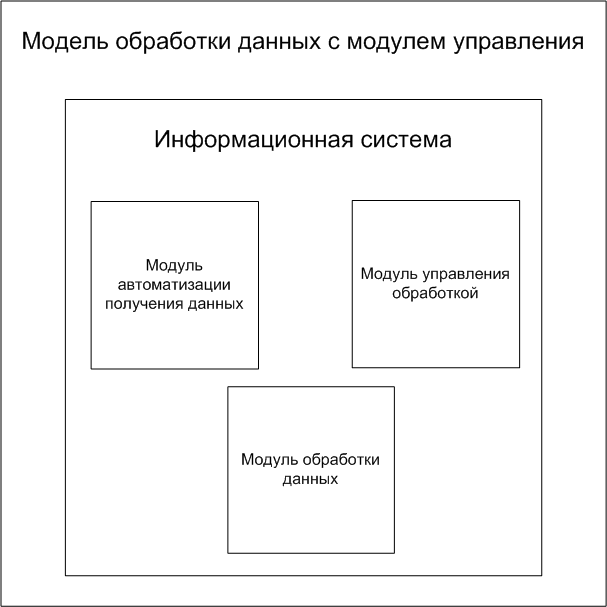 Модель обработки данных с модулем управления
Информационная система
Модуль
автоматизации
получения данных
Модуль управления
обработкой
Модуль обработки
данных